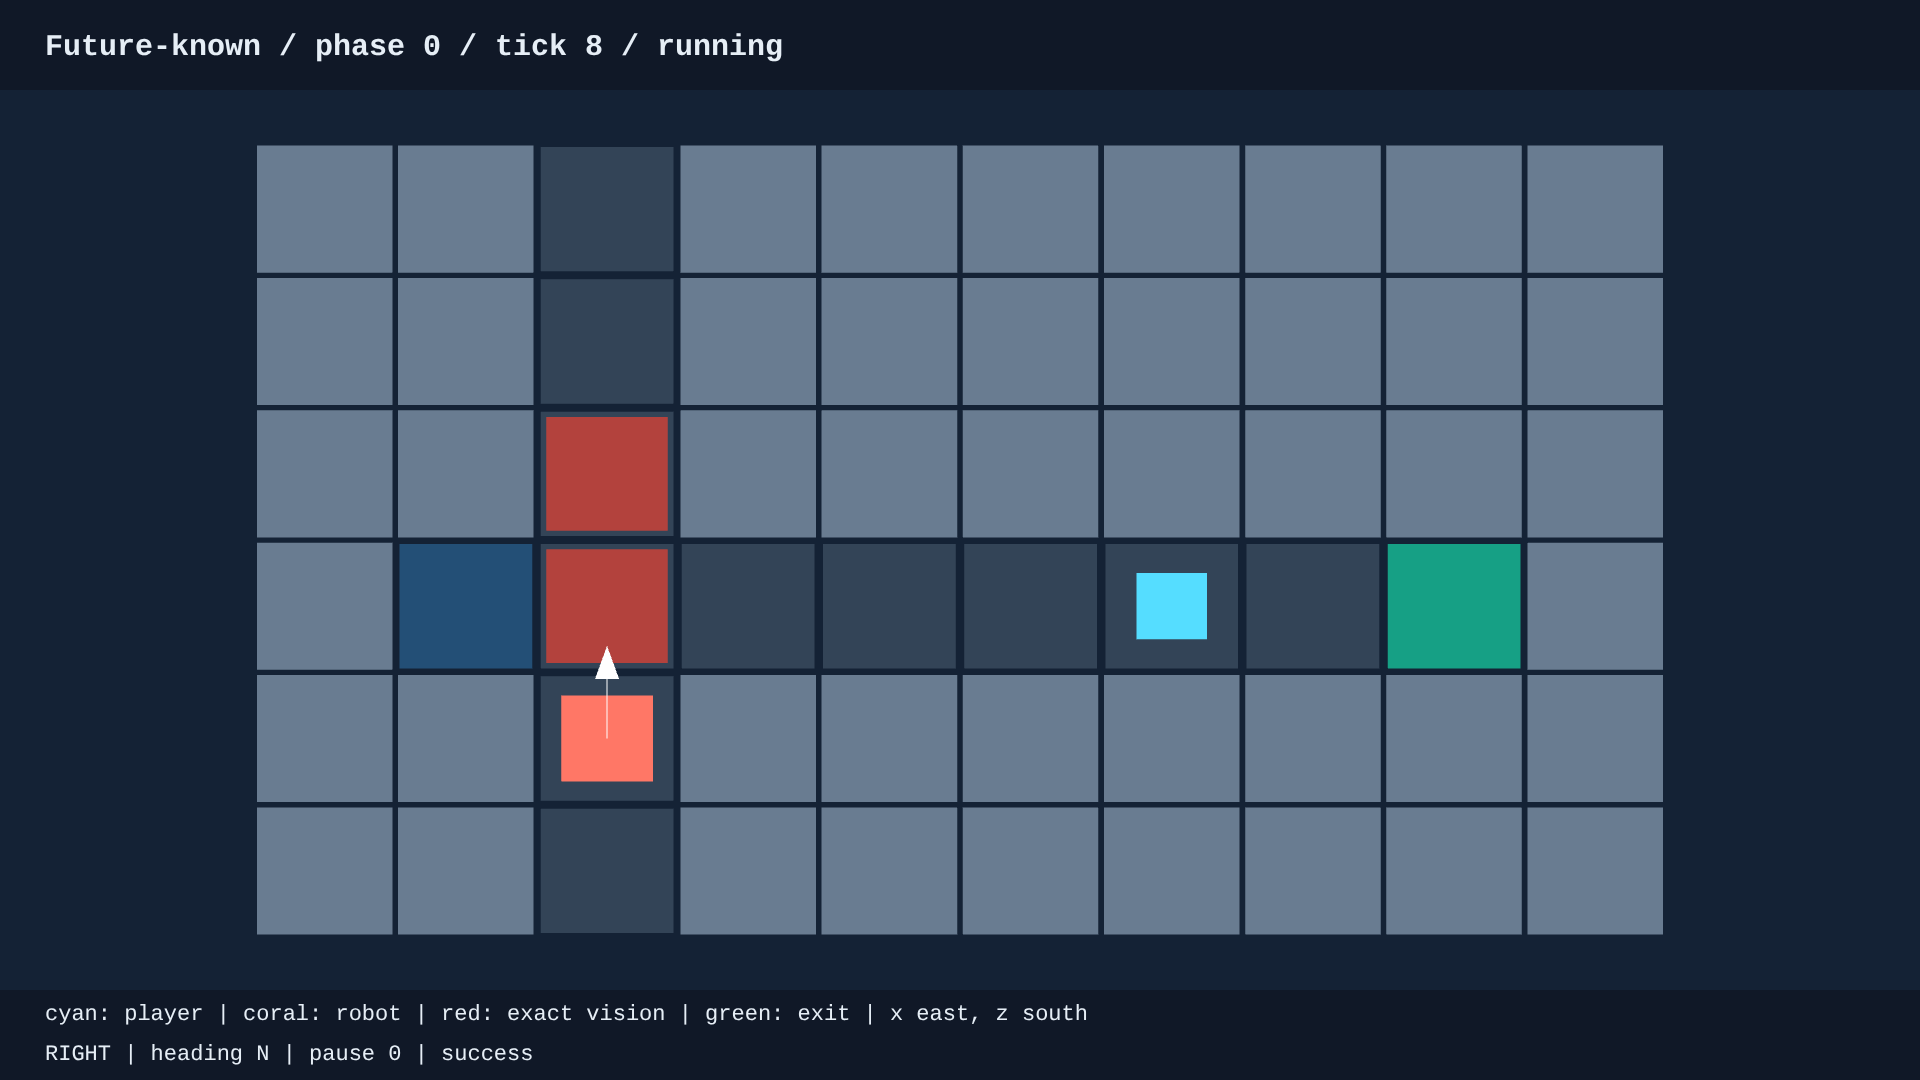 Future-known / phase 0 / tick 8 / running
cyan: player | coral: robot | red: exact vision | green: exit | x east, z south
RIGHT | heading N | pause 0 | success